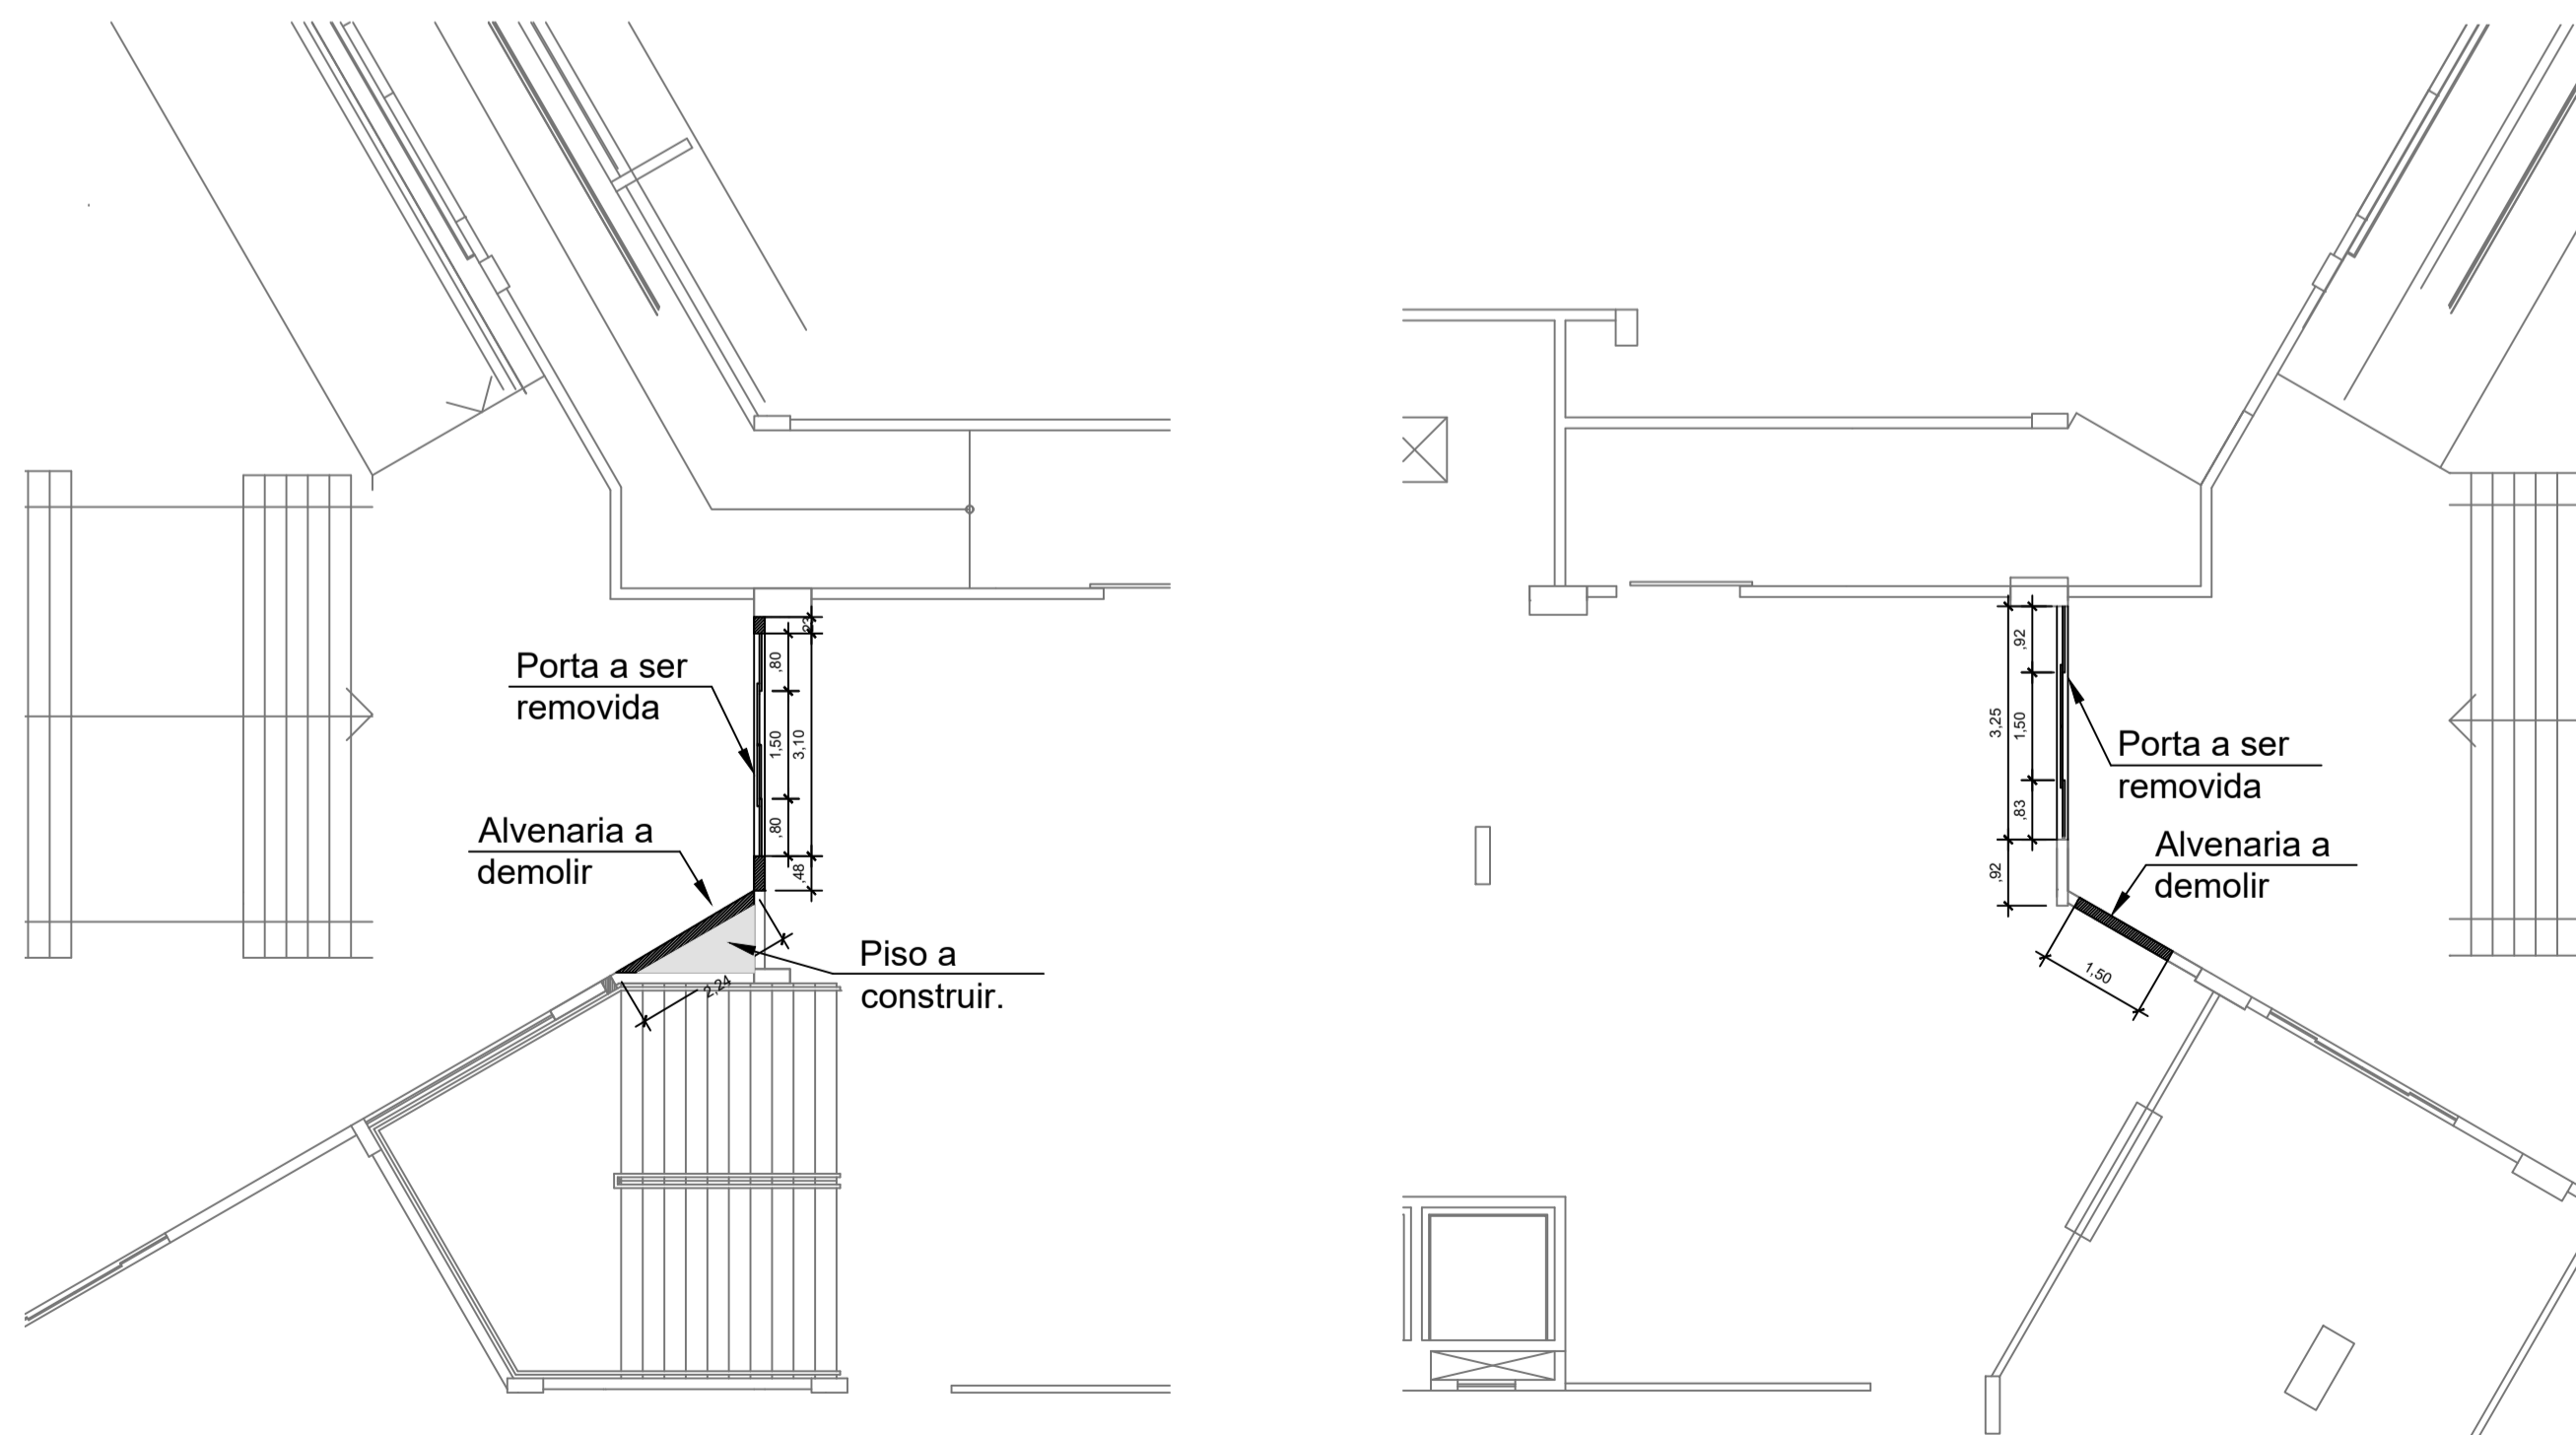 Porta a ser
removida
Alvenaria a
demolir
Piso a
construir.
,23
,80
1,50
3,10
,80
,48
2,24
,92
3,25
1,50
,83
,92
Porta a ser
removida
Alvenaria a
demolir
1,50